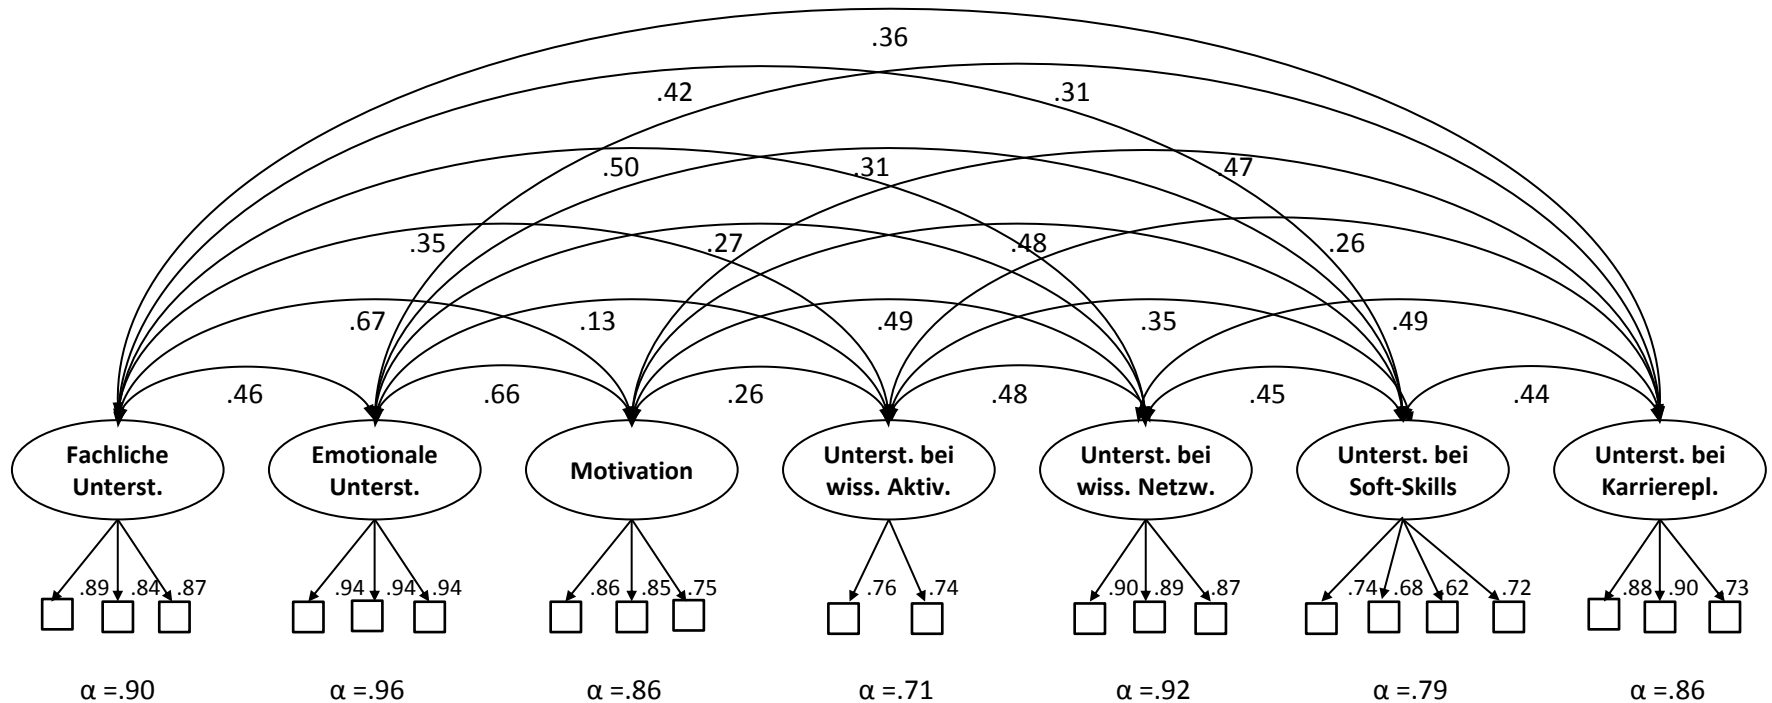 .36
.42 .31
.50 .31 .47
.35 .27 .48 .26
.67 .13 .49 .35 .49
.46 .66 .26 .48 .45 .44
Fachliche
Unterst.
Emotionale
Unterst.
Motivation
Unterst. bei
wiss. Aktiv.
Unterst. bei
wiss. Netzw.
Unterst. bei
Soft-Skills
Unterst. bei
Karrierepl.
.89 .84 .87 .94 .94 .94 .86 .85 .75 .76 .74 .90 .89 .87 .74 .68 .62 .72 .88 .90 .73
α =.90 α =.96 α =.86 α =.71 α =.92 α =.79 α =.86